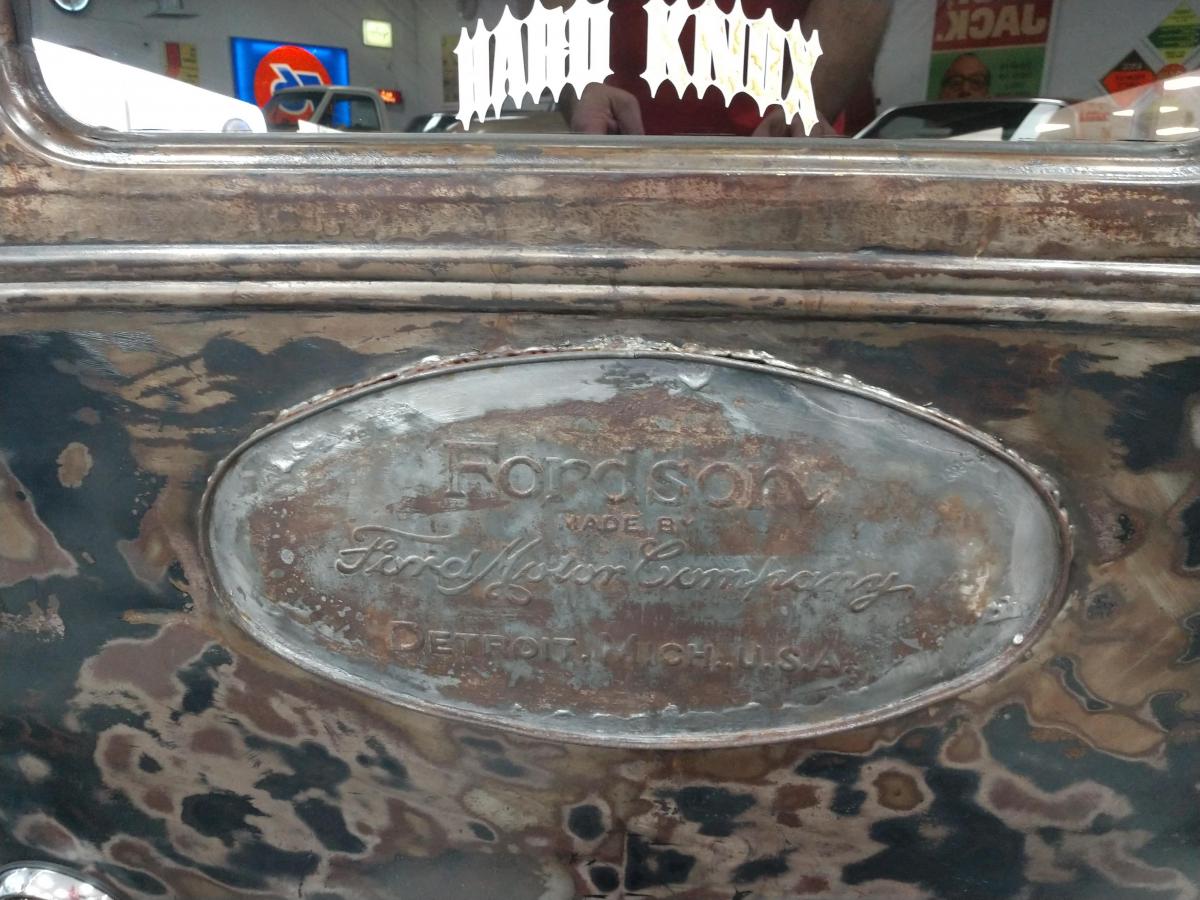 HARD KNOX
JACK.
Fordson
MADE BY
Ford Motor Company
DETROIT, MICH. U.S.A.